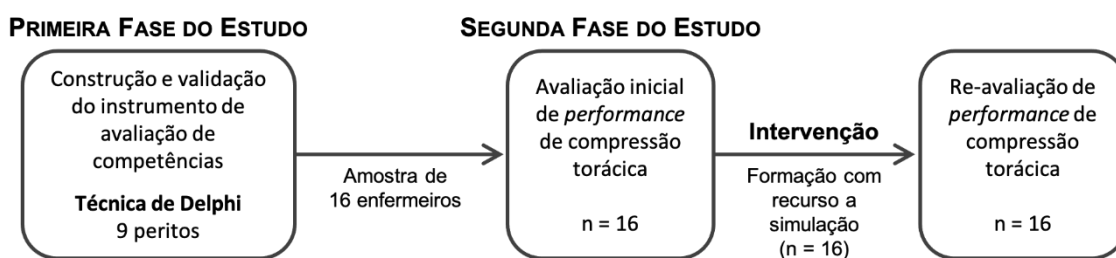 PRIMEIRA FASE DO ESTUDO
Construção e validação
do instrumento de
avaliação de
competências
Técnica de Delphi
9 peritos
Amostra de
16 enfermeiros
SEGUNDA FASE DO ESTUDO
Avaliação inicial
de performance
de compressão
torácica
n = 16
Intervenção
Formação com
recurso a
simulação
(n = 16)
Re-avaliação de
performance de
compressão
torácica
n = 16